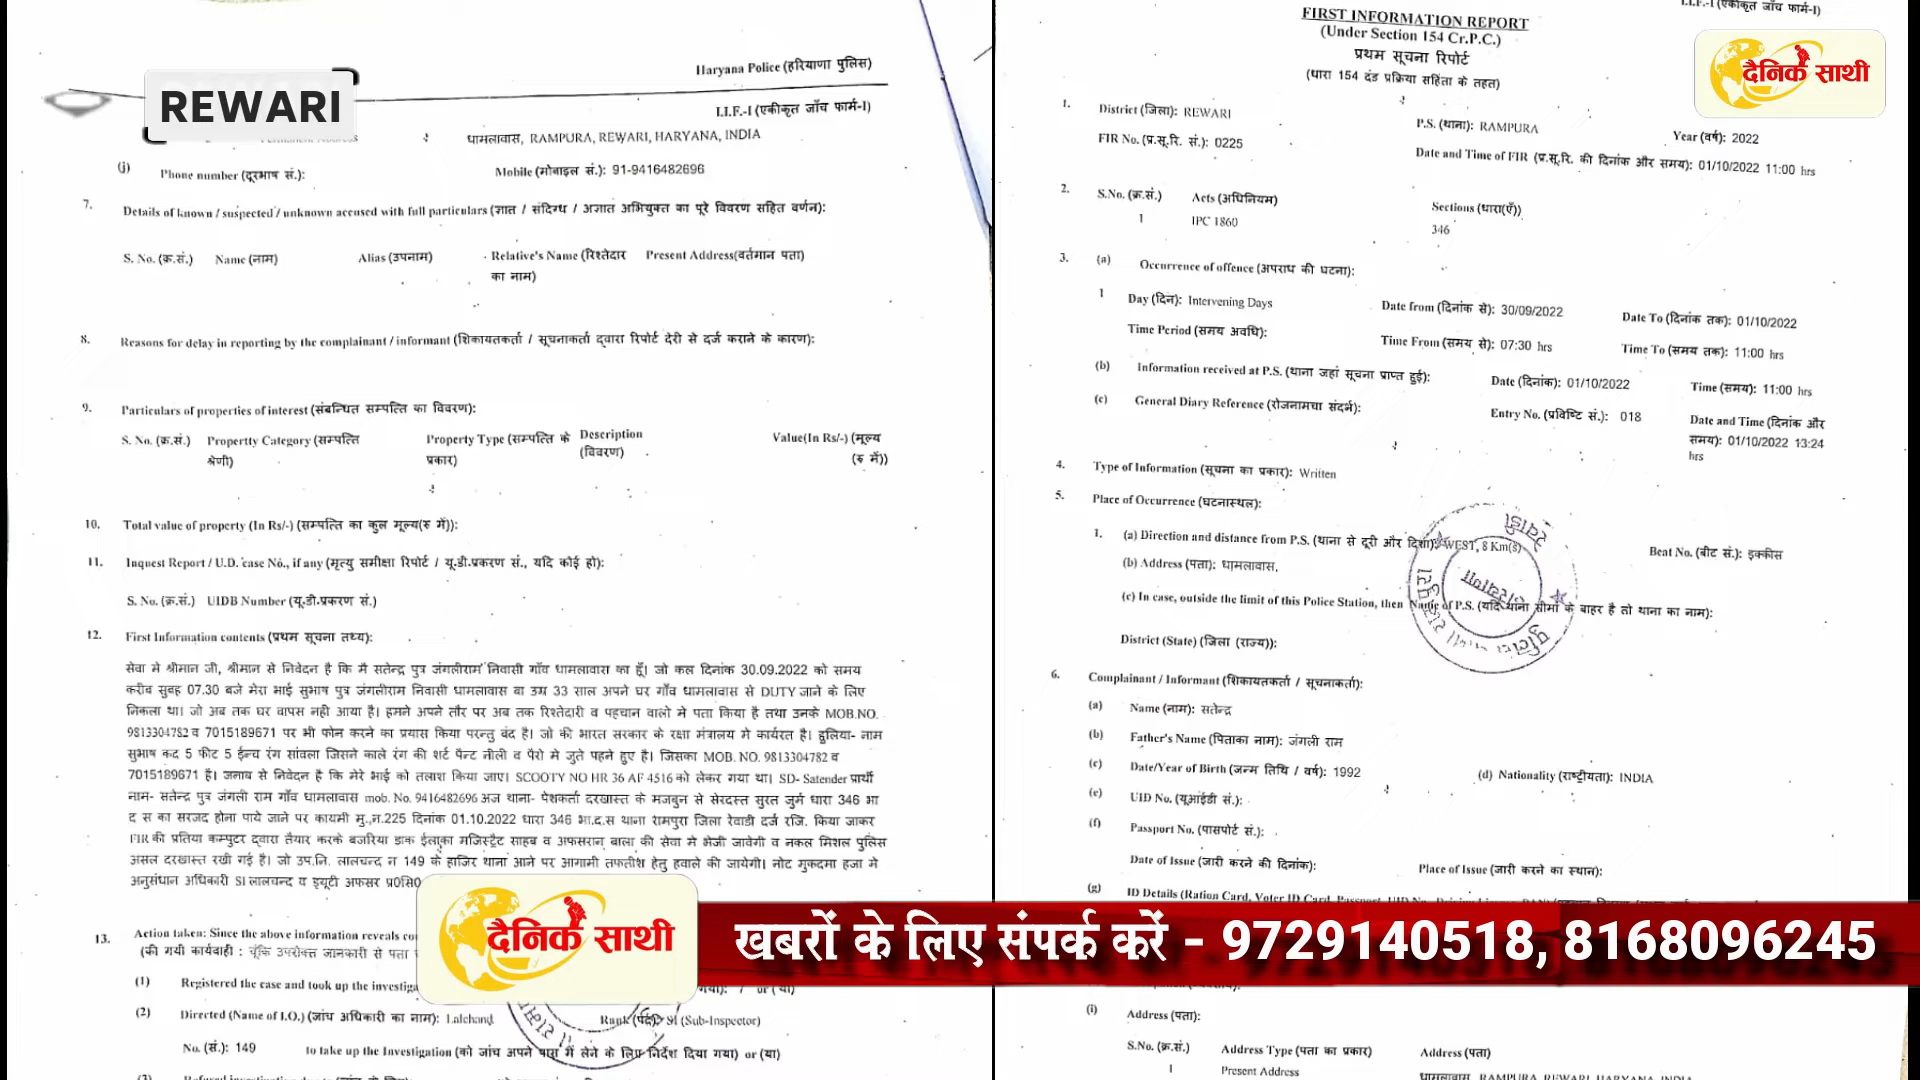 Haryana Police (हरियाणा पुलिस)
REWARI
I.I.F.-I (एकीकृत जाँच फार्म-I)
धामलावास, RAMPURA, REWARI, HARYANA, INDIA
(j) Phone number (दूरभाष सं.): Mobile (मोबाइल सं.): 91-9416482696
7. Details of known / suspected / unknown accused with full particulars (ज्ञात / संदिग्ध / अज्ञात अभियुक्त का पूरे विवरण सहित वर्णन):
S. No. (क्र.सं.) Name (नाम) Alias (उपनाम) Relative's Name (रिश्तेदार Present Address(वर्तमान पता)
का नाम)
8. Reasons for delay in reporting by the complainant / informant (शिकायतकर्ता / सूचनाकर्ता द्वारा रिपोर्ट देरी से दर्ज कराने के कारण):
9. Particulars of properties of interest (संबन्धित सम्पत्ति का विवरण):
S. No. (क्र.सं.) Propertty Category (सम्पत्ति Property Type (सम्पत्ति के Description Value(In Rs/-) (मूल्य
श्रेणी) प्रकार) (विवरण) (रु में))
10. Total value of property (In Rs/-) (सम्पत्ति का कुल मूल्य(रु में)):
11. Inquest Report / U.D. case No., if any (मृत्यु समीक्षा रिपोर्ट / यू.डी.प्रकरण सं., यदि कोई हो):
S. No. (क्र.सं.) UIDB Number (यू.डी.प्रकरण सं.)
12. First Information contents (प्रथम सूचना तथ्य):
सेवा मे श्रीमान जी, श्रीमान से निवेदन है कि मै सतेन्द्र पुत्र जंगलीराम निवासी गाँव धामलावास का हूँ। जो कल दिनांक 30.09.2022 को समय
करीब सुबह 07.30 बजे मेरा भाई सुभाष पुत्र जंगलीराम निवासी धामलावास बा उम्र 33 साल अपने घर गाँव धामलावास से DUTY जाने के लिए
निकला था। जो अब तक घर वापस नही आया है। हमने अपने तौर पर अब तक रिश्तेदारी व पहचान वालो मे पता किया है तथा उनके MOB.NO.
9813304782 व 7015189671 पर भी फोन करने का प्रयास किया परन्तु बंद है। जो की भारत सरकार के रक्षा मंत्रालय मे कार्यरत है। हुलिया- नाम
सुभाष कद 5 फीट 5 ईन्च रंग सांवला जिसने काले रंग की शर्ट पैन्ट नीली व पैरो मे जुते पहने हुए है। जिसका MOB. NO. 9813304782 व
7015189671 है। जनाब से निवेदन है कि मेरे भाई को तलाश किया जाए। SCOOTY NO HR 36 AF 4516 को लेकर गया था। SD- Satender प्रार्थी
नाम- सतेन्द्र पुत्र जंगली राम गाँव धामलावास mob. No. 9416482696 अज थाना- पेशकर्ता दरखास्त के मजबुन से सेरदस्त सुरत जुर्म धारा 346 भा
द स का सरजद होना पाये जाने पर कायमी मु.,न.225 दिनांक 01.10.2022 धारा 346 भा.द.स थाना रामपुरा जिला रेवाडी दर्ज रजि. किया जाकर
FIR की प्रतिया कम्पुटर द्वारा तैयार करके बजरिया डाक ईलाका मजिस्ट्रैट साहब व अफसरान बाला की सेवा मे भेजी जावेगी व नकल मिशल पुलिस
असल दरखास्त रखी गई है। जो उप.नि. लालचन्द न 149 के हाजिर थाना आने पर आगामी तफतीश हेतु हवाले की जायेगी। नोट मुकदमा हजा मे
अनुसंधान अधिकारी SI लालचन्द व ड्यूटी अफसर प्र0सि0
13. Action taken: Since the above information reveals
(की गयी कार्यवाही : चूंकि उपरोक्त जानकारी से पता
(1) Registered the case and took up the
(2) Directed (Name of I.O.) (जांच अधिकारी का नाम): Lalchand Rank (पद): SI (Sub-Inspector)
No. (सं.): 149 to take up the Investigation (को जांच अपने पास में लेने के लिए निर्देश दिया गया) or (या)
I.I.F.-I (एकीकृत जाँच फार्म-I)
FIRST INFORMATION REPORT
(Under Section 154 Cr.P.C.)
प्रथम सूचना रिपोर्ट
(धारा 154 दंड प्रक्रिया सहिंता के तहत)
दैनिक साथी
1. District (जिला): REWARI P.S. (थाना): RAMPURA Year (वर्ष): 2022
FIR No. (प्र.सू.रि. सं.): 0225 Date and Time of FIR (प्र.सू.रि. की दिनांक और समय): 01/10/2022 11:00 hrs
2. S.No. (क्र.सं.) Acts (अधिनियम) Sections (धारा(एँ))
1 IPC 1860 346
3. (a) Occurrence of offence (अपराध की घटना):
1 Day (दिन): Intervening Days Date from (दिनांक से): 30/09/2022 Date To (दिनांक तक): 01/10/2022
Time Period (समय अवधि): Time From (समय से): 07:30 hrs Time To (समय तक): 11:00 hrs
(b) Information received at P.S. (थाना जहां सूचना प्राप्त हुई): Date (दिनांक): 01/10/2022 Time (समय): 11:00 hrs
(c) General Diary Reference (रोजनामचा संदर्भ): Entry No. (प्रविष्टि सं.): 018 Date and Time (दिनांक और
समय): 01/10/2022 13:24
hrs
4. Type of Information (सूचना का प्रकार): Written
5. Place of Occurrence (घटनास्थल):
1. (a) Direction and distance from P.S. (थाना से दूरी और दिशा): WEST, 8 Km(s) Beat No. (बीट सं.): इक्कीस
(b) Address (पता): धामलावास,
(c) In case, outside the limit of this Police Station, then Name of P.S. (यदि थाना सीमा के बाहर है तो थाना का नाम):
District (State) (जिला (राज्य)):
6. Complainant / Informant (शिकायतकर्ता / सूचनाकर्ता):
(a) Name (नाम): सतेन्द्र
(b) Father's Name (पिताका नाम): जंगली राम
(c) Date/Year of Birth (जन्म तिथि / वर्ष): 1992 (d) Nationality (राष्ट्रीयता): INDIA
(e) UID No. (यूआईडी सं.):
(f) Passport No. (पासपोर्ट सं.):
Date of Issue (जारी करने की दिनांक): Place of Issue (जारी करने का स्थान):
(g) ID Details (Ration Card, Voter ID Card, Passport,
दैनिक साथी
खबरों के लिए संपर्क करें - 9729140518, 8168096245
(i) Address (पता):
S.No. (क्र.सं.) Address Type (पता का प्रकार) Address (पता)
1 Present Address धामलावास, RAMPURA, REWARI, HARYANA, INDIA